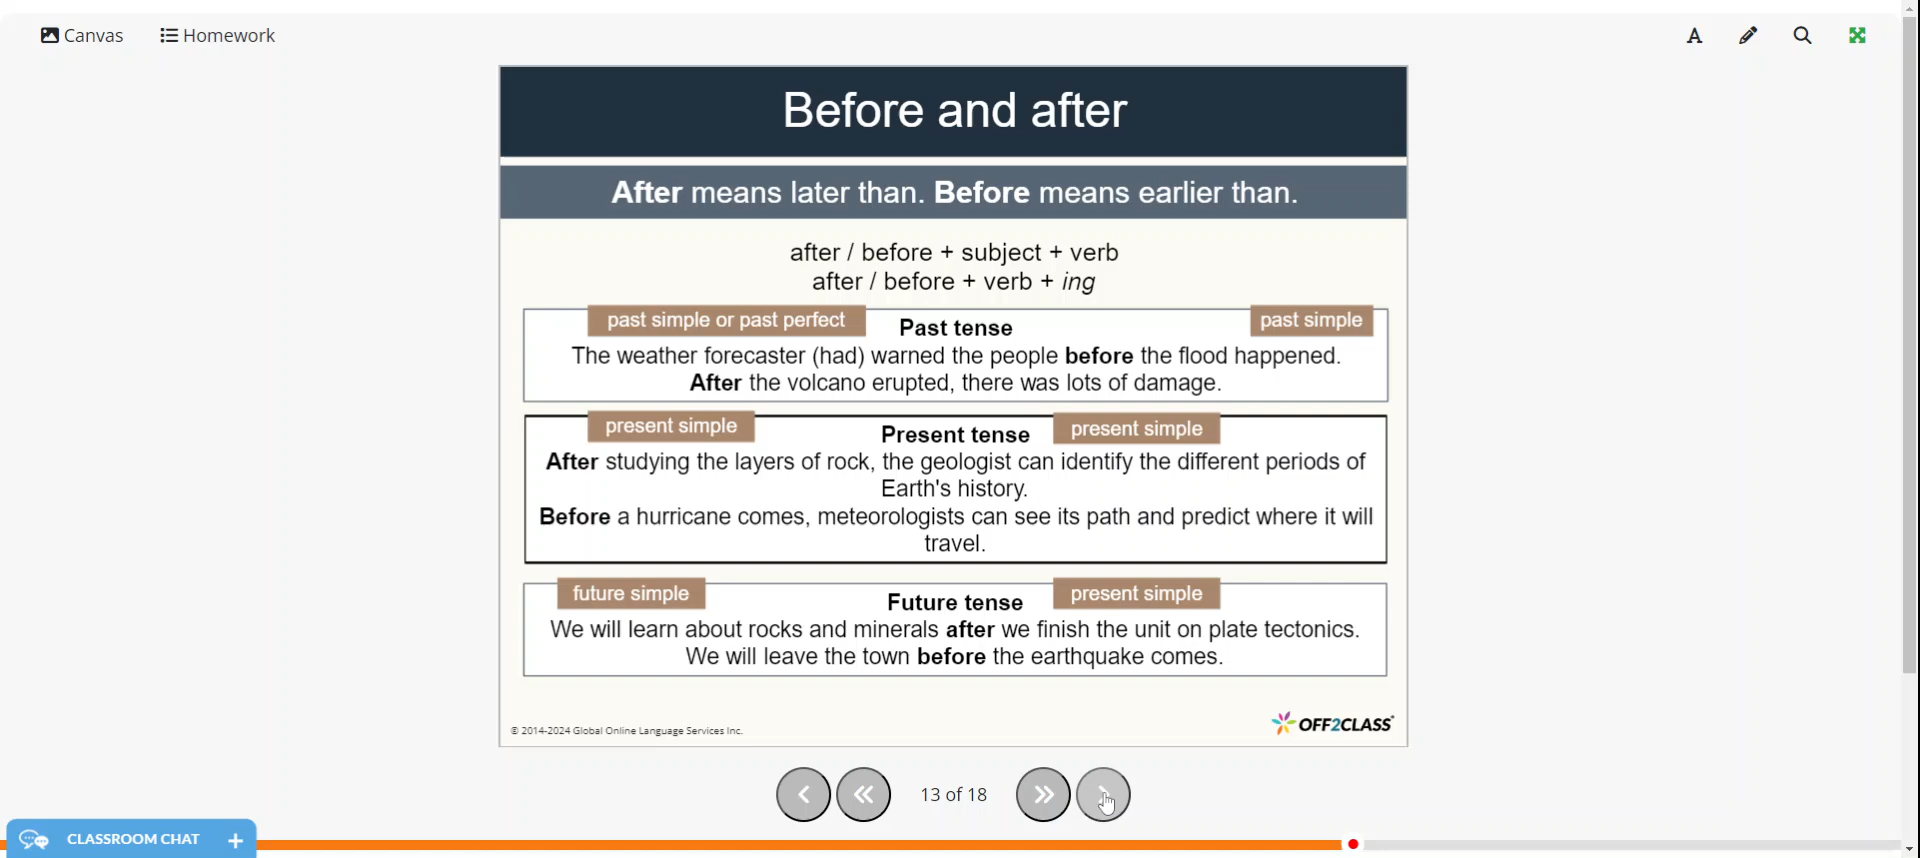 Canvas
Homework
A
Before and after
After means later than. Before means earlier than.
after / before + subject + verb
after / before + verb + ing
past simple or past perfect
Past tense
past simple
The weather forecaster (had) warned the people before the flood happened.
After the volcano erupted, there was lots of damage.
present simple
Present tense
present simple
After studying the layers of rock, the geologist can identify the different periods of
Earth's history.
Before a hurricane comes, meteorologists can see its path and predict where it will
travel.
future simple
Future tense
present simple
We will learn about rocks and minerals after we finish the unit on plate tectonics.
We will leave the town before the earthquake comes.
© 2014-2024 Global Online Language Services Inc.
OFF2CLASS
13 of 18
CLASSROOM CHAT +